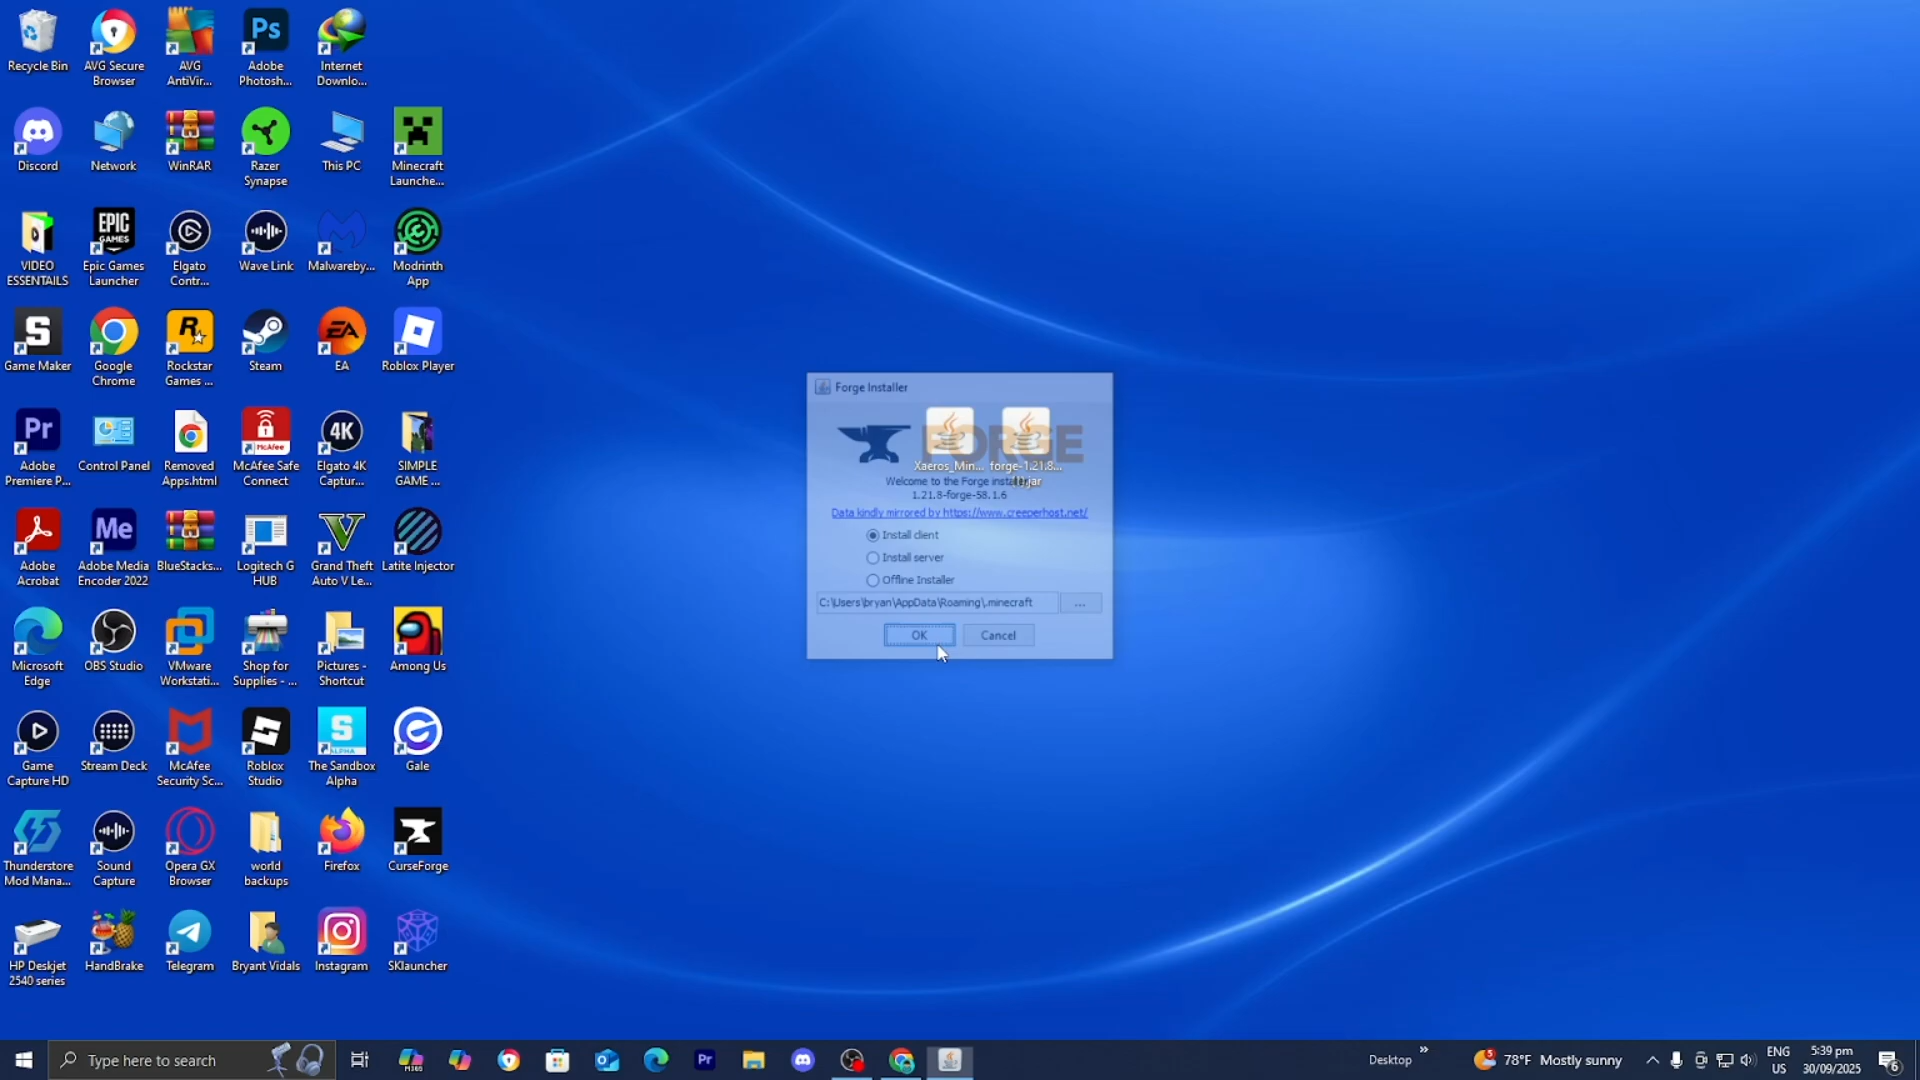 Recycle Bin
AVG Secure
Browser
AVG
AntiVir...
Adobe
Photosh...
Internet
Downlo...
Discord
Network
WinRAR
Razer
Synapse
This PC
Minecraft
Launche...
VIDEO
ESSENTAILS
Epic Games
Launcher
Elgato
Contr...
Wave Link
Malwareby...
Modrinth
App
Game Maker
Google
Chrome
Rockstar
Games ...
Steam
EA
Roblox Player
Adobe
Premiere P...
Control Panel
Removed
Apps.html
McAfee Safe
Connect
Elgato 4K
Captur...
SIMPLE
GAME ...
Adobe
Acrobat
Adobe Media
Encoder 2022
BlueStacks...
Logitech G
HUB
Grand Theft
Auto V Le...
Latite Injector
Microsoft
Edge
OBS Studio
VMware
Workstati...
Shop for
Supplies - ...
Pictures -
Shortcut
Among Us
Game
Capture HD
Stream Deck
McAfee
Security Sc...
Roblox
Studio
The Sandbox
Alpha
Gale
Thunderstore
Mod Mana...
Sound
Capture
Opera GX
Browser
world
backups
Firefox
CurseForge
HP Deskjet
2540 series
HandBrake
Telegram
Bryant Vidals
Instagram
SKlauncher
Forge Installer
FORGE
Xaeros_Min...
forge-1.21.8...
Welcome to the Forge installer
1.21.8-forge-58.1.6
Data kindly mirrored by https://www.creeperhost.net/
Install client
Install server
Offline Installer
C:\Users\bryan\AppData\Roaming\.minecraft
...
OK
Cancel
Type here to search
Desktop
78°F Mostly sunny
ENG
US
5:39 pm
30/09/2025
6